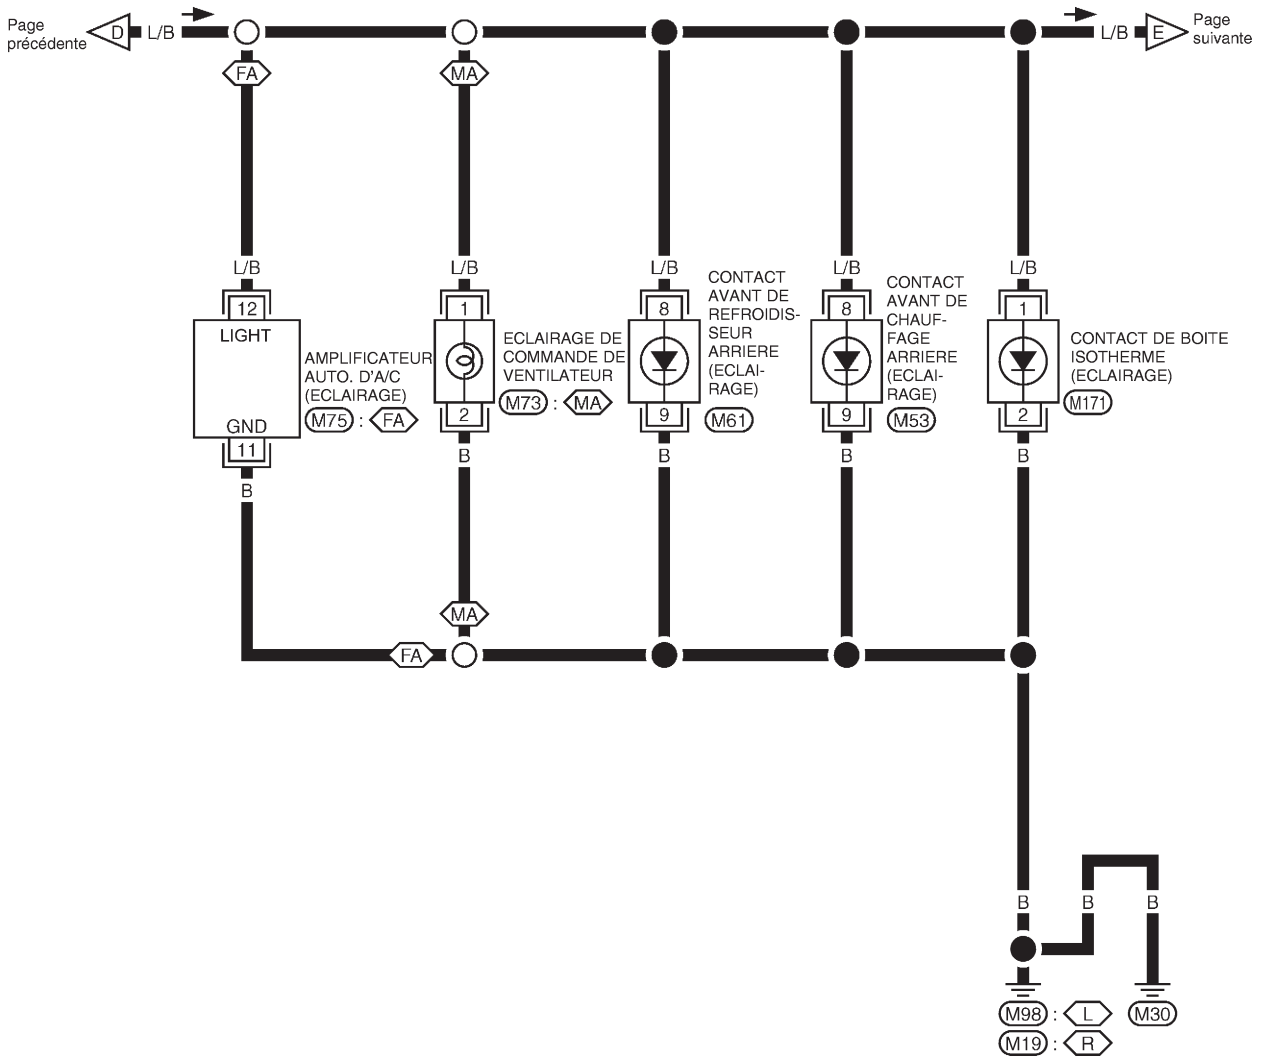 Page
précédente
D
L/B
L/B
E
Page
suivante
FA
MA
L/B
L/B
L/B
L/B
L/B
12
LIGHT
GND
11
AMPLIFICATEUR
AUTO. D'A/C
(ECLAIRAGE)
M75 : FA
1
2
ECLAIRAGE DE
COMMANDE DE
VENTILATEUR
M73 : MA
8
9
CONTACT
AVANT DE
REFROIDIS-
SEUR
ARRIERE
(ECLAI-
RAGE)
M61
8
9
CONTACT
AVANT DE
CHAUF-
FAGE
ARRIERE
(ECLAI-
RAGE)
M53
1
2
CONTACT DE BOITE
ISOTHERME
(ECLAIRAGE)
M171
B
B
B
B
B
MA
FA
B
B
B
M98 : L
M30
M19 : R